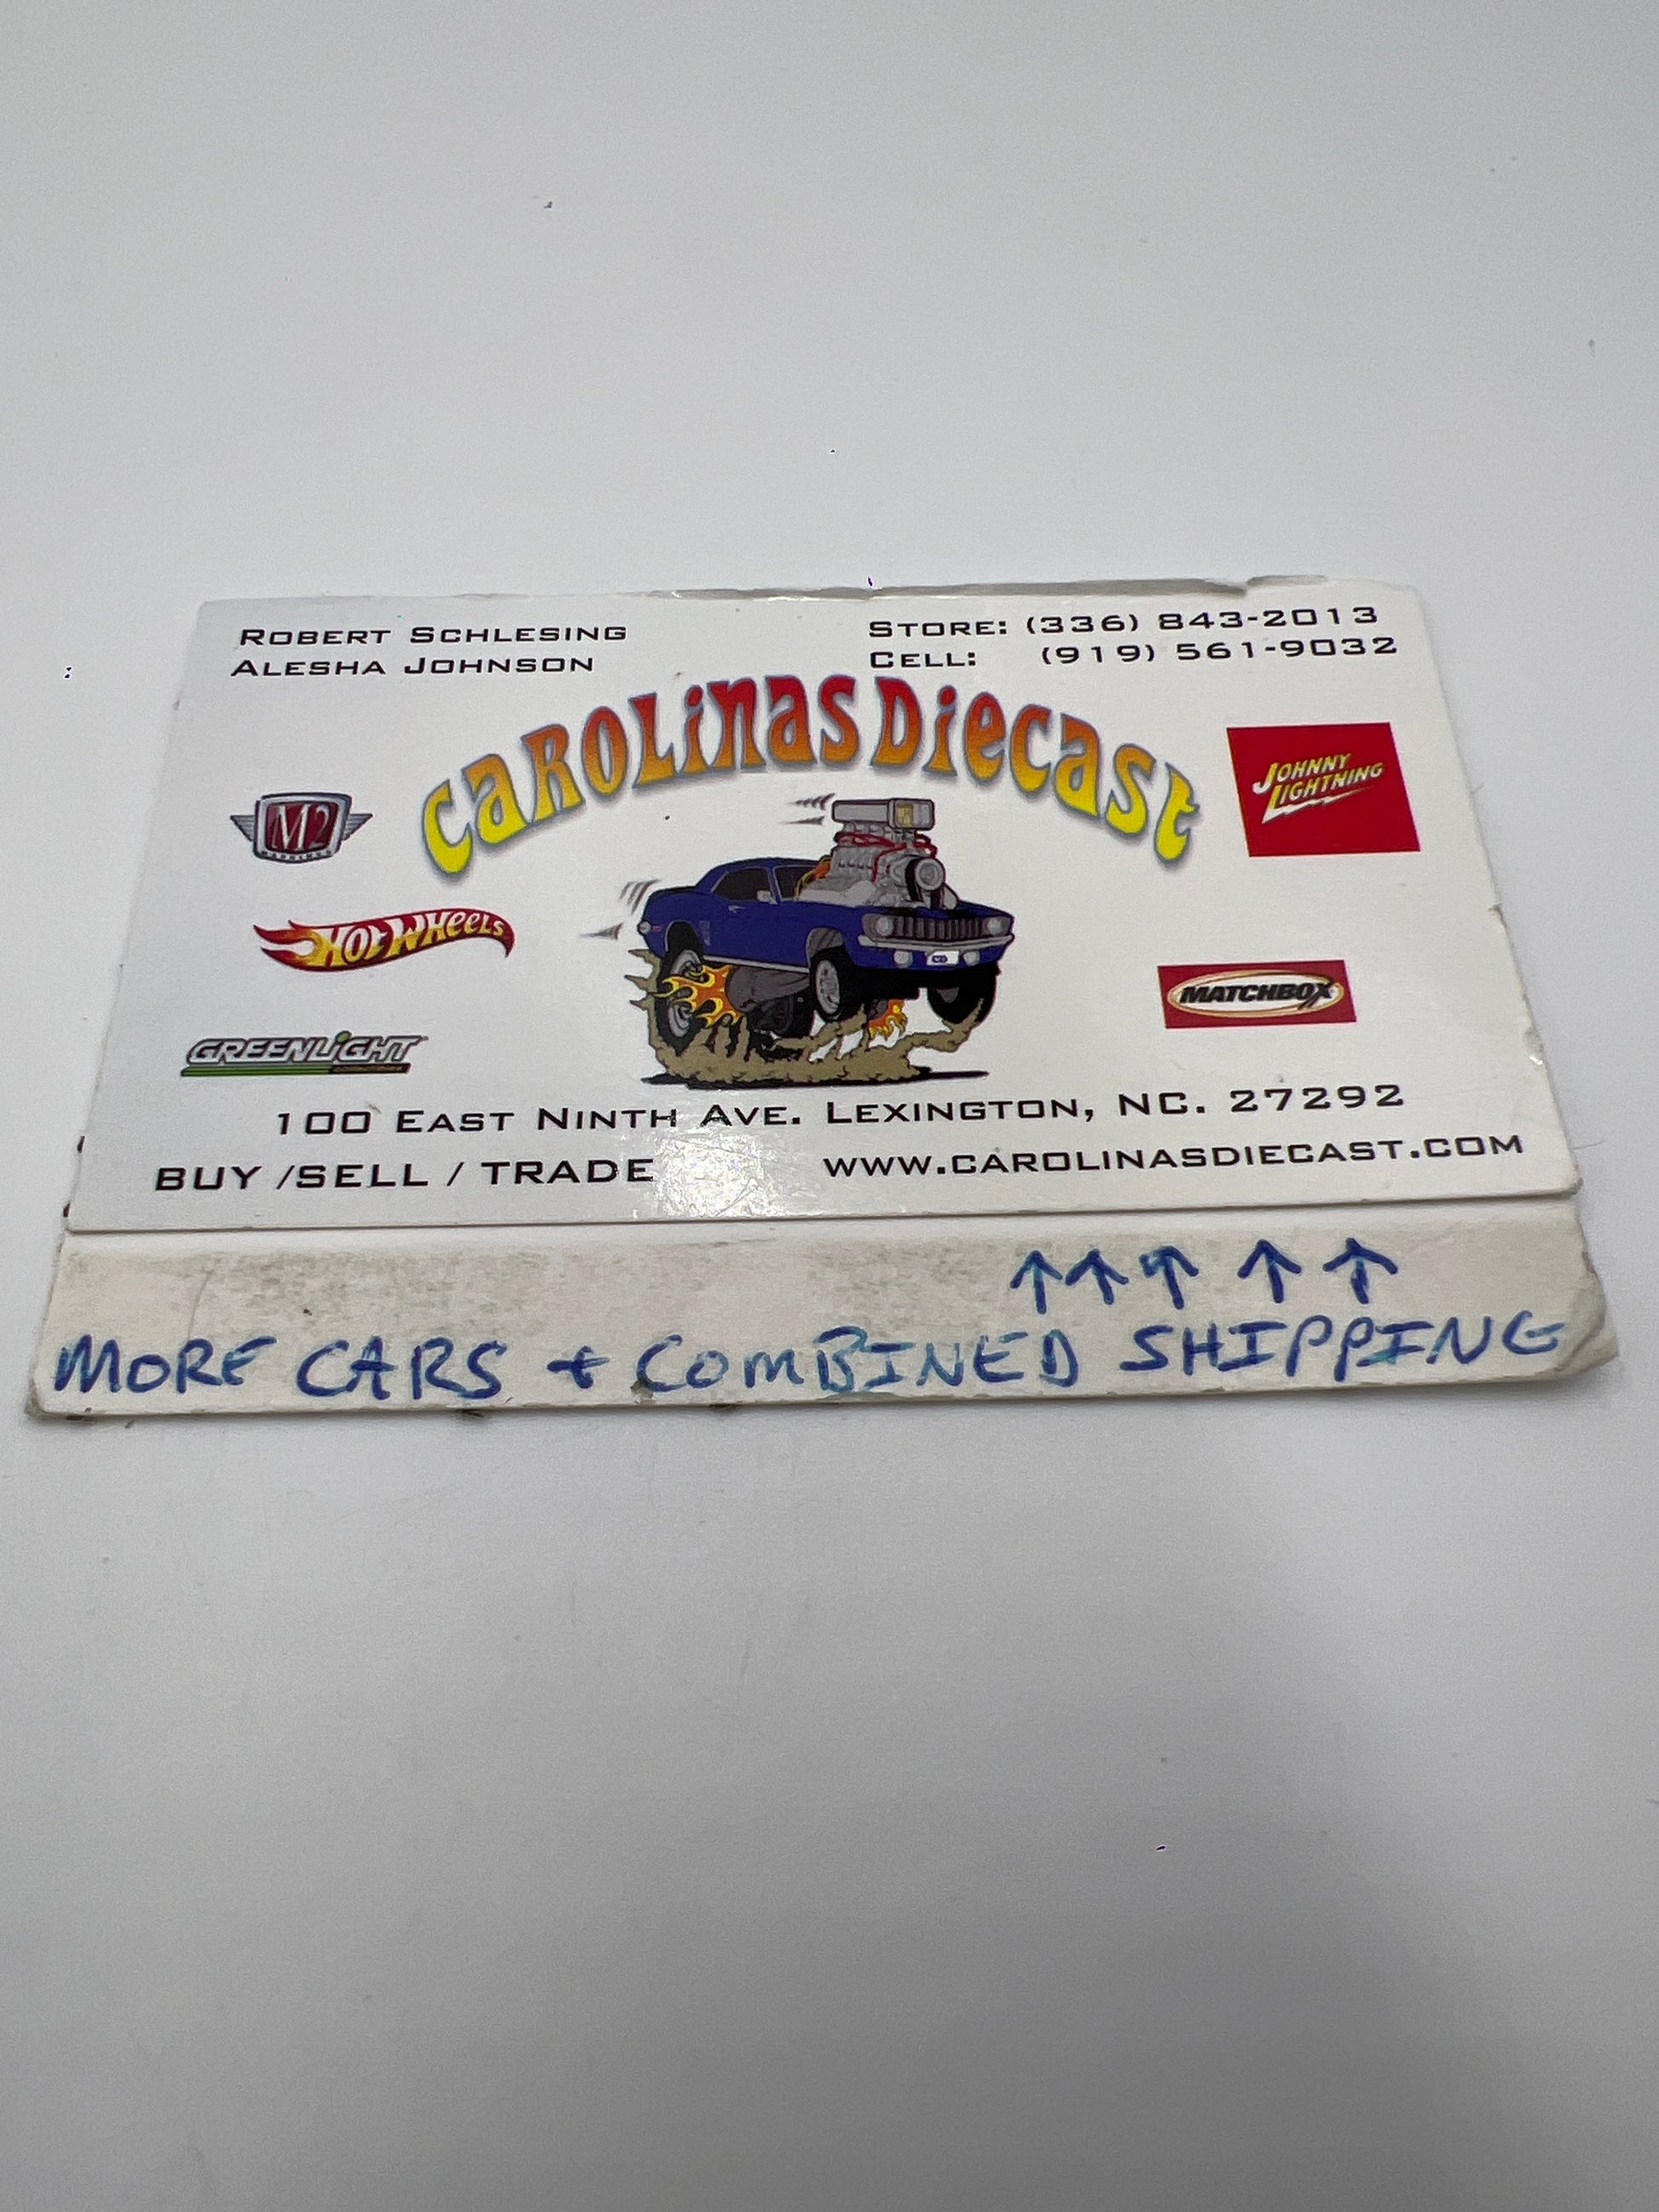 ROBERT SCHLESING
ALESHA JOHNSON
STORE: (336) 843-2013
CELL: (919) 561-9032
CAROLINAS DIECAST
M2
MACHINES
JOHNNY
LIGHTNING
HOT WHEELS
MATCHBOX
GREENLIGHT
CD
100 EAST NINTH AVE. LEXINGTON, NC. 27292
BUY /SELL / TRADE
WWW.CAROLINASDIECAST.COM
↑ ↑ ↑ ↑ ↑
MORE CARS + COMBINED SHIPPING